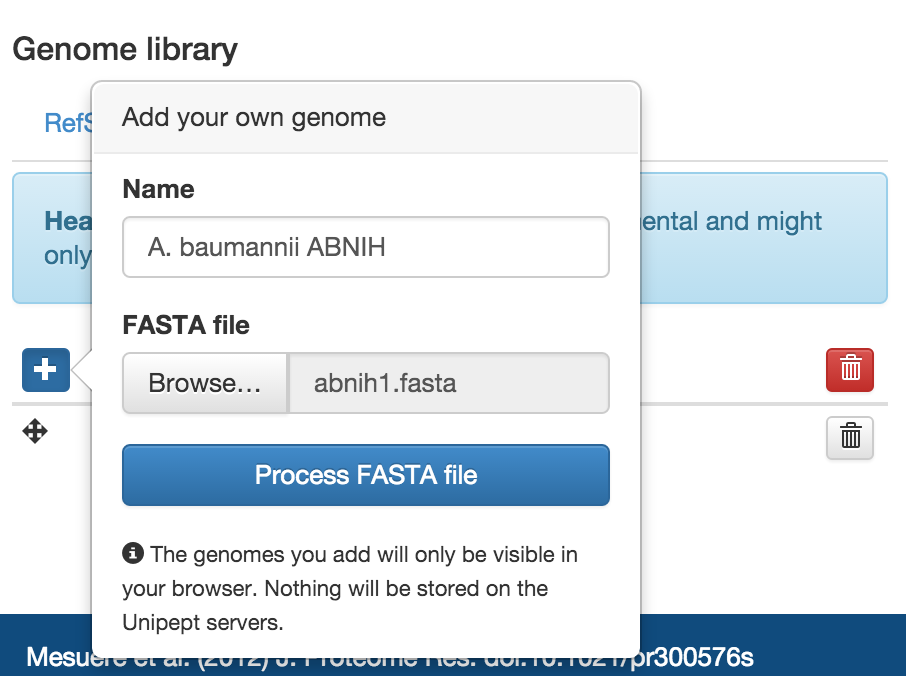 Genome library
Add your own genome
Name
ental and might
only
A. baumannii ABNIH
FASTA file
Browse...
abnih1.fasta
Process FASTA file
The genomes you add will only be visible in
your browser. Nothing will be stored on the
Unipept servers.
Mesuere et al. (2012) J. Proteome Res. doi:10.1021/pr300576s